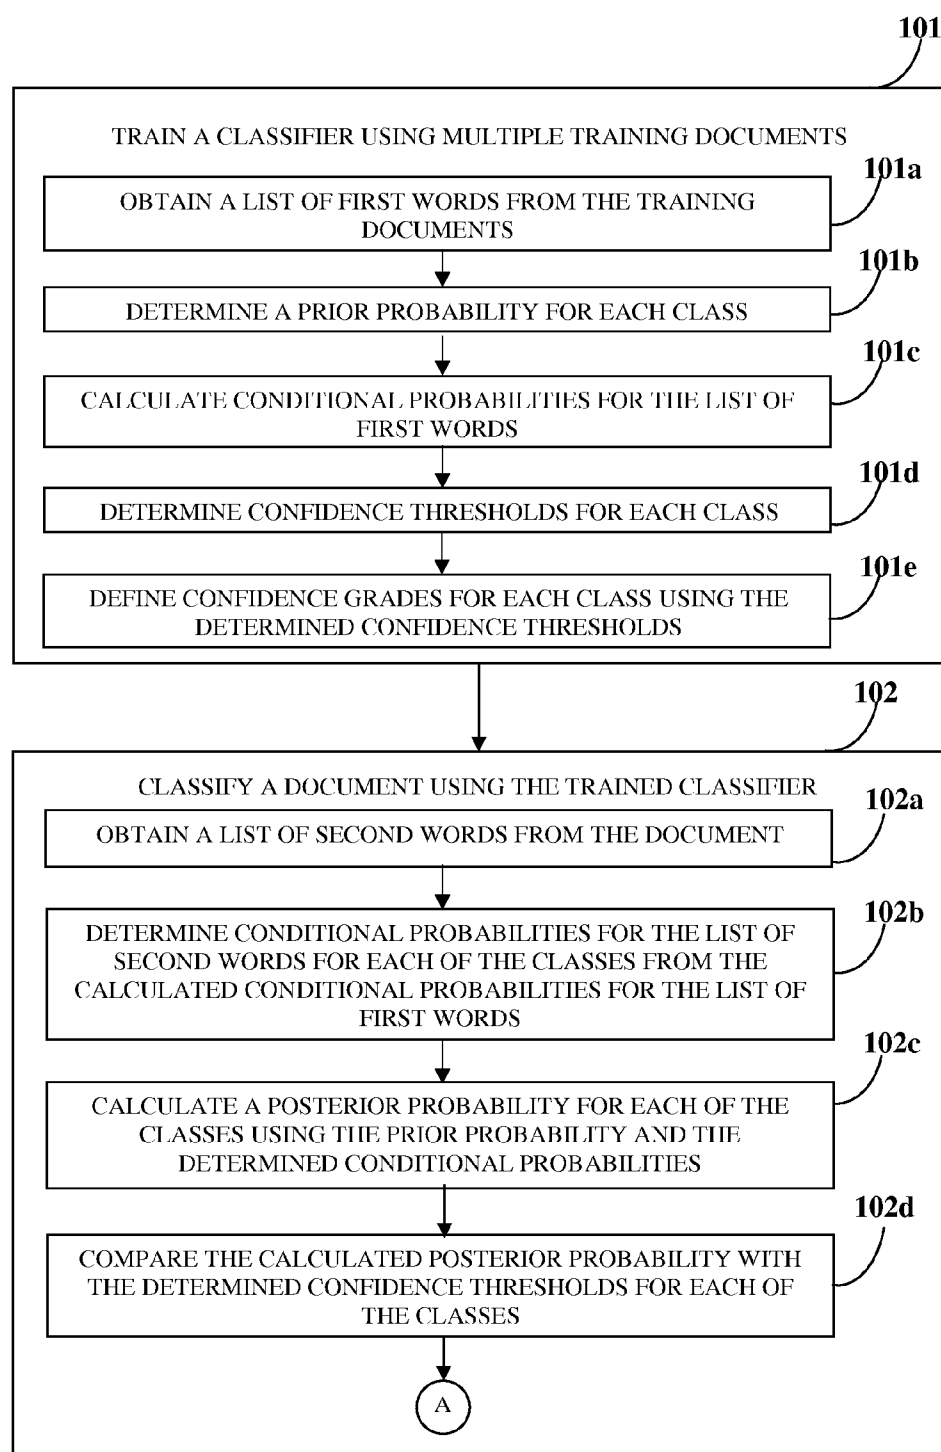 101
TRAIN A CLASSIFIER USING MULTIPLE TRAINING DOCUMENTS
101a
OBTAIN A LIST OF FIRST WORDS FROM THE TRAINING
DOCUMENTS
101b
DETERMINE A PRIOR PROBABILITY FOR EACH CLASS
101c
CALCULATE CONDITIONAL PROBABILITIES FOR THE LIST OF
FIRST WORDS
101d
DETERMINE CONFIDENCE THRESHOLDS FOR EACH CLASS
101e
DEFINE CONFIDENCE GRADES FOR EACH CLASS USING THE
DETERMINED CONFIDENCE THRESHOLDS
102
CLASSIFY A DOCUMENT USING THE TRAINED CLASSIFIER
102a
OBTAIN A LIST OF SECOND WORDS FROM THE DOCUMENT
102b
DETERMINE CONDITIONAL PROBABILITIES FOR THE LIST OF
SECOND WORDS FOR EACH OF THE CLASSES FROM THE
CALCULATED CONDITIONAL PROBABILITIES FOR THE LIST OF
FIRST WORDS
102c
CALCULATE A POSTERIOR PROBABILITY FOR EACH OF THE
CLASSES USING THE PRIOR PROBABILITY AND THE
DETERMINED CONDITIONAL PROBABILITIES
102d
COMPARE THE CALCULATED POSTERIOR PROBABILITY WITH
THE DETERMINED CONFIDENCE THRESHOLDS FOR EACH OF
THE CLASSES
A